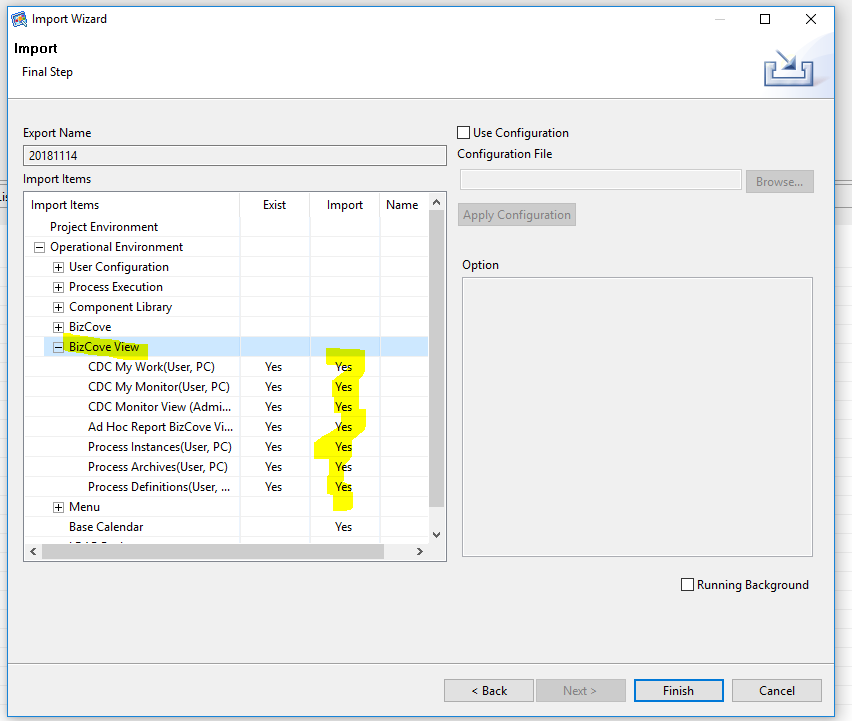 Import Wizard
Import
Final Step
Export Name
20181114
Import Items
Import Items Exist Import Name
Project Environment
Operational Environment
User Configuration
Process Execution
Component Library
BizCove
BizCove View
CDC My Work(User, PC) Yes Yes
CDC My Monitor(User, PC) Yes Yes
CDC Monitor View (Admi... Yes Yes
Ad Hoc Report BizCove Vi... Yes Yes
Process Instances(User, PC) Yes Yes
Process Archives(User, PC) Yes Yes
Process Definitions(User, ... Yes Yes
Menu
Base Calendar Yes
Use Configuration
Configuration File
Browse...
Apply Configuration
Option
Running Background
< Back Next > Finish Cancel